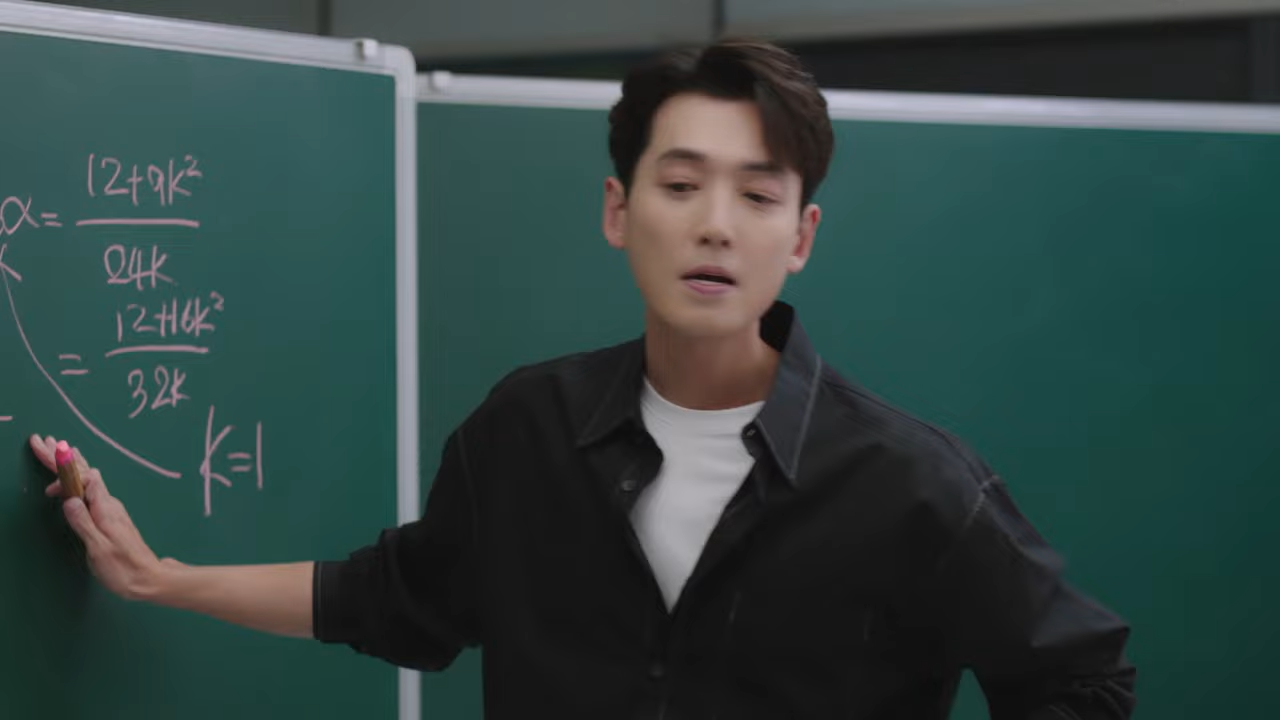 α = 12+9k²
24k
= 12+16k²
32k
k=1